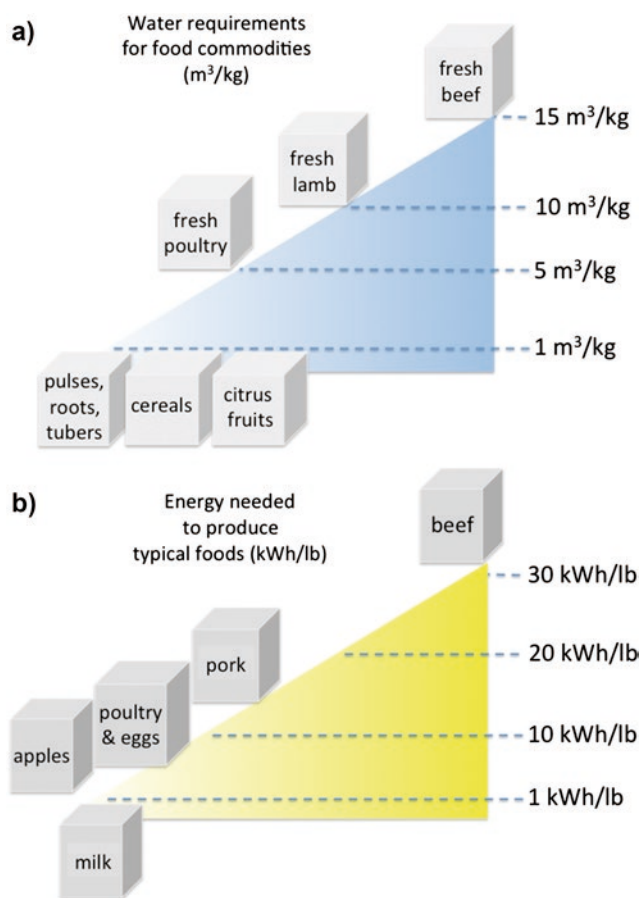 a)
Water requirements
for food commodities
(m³/kg)
fresh
beef
15 m³/kg
fresh
lamb
10 m³/kg
fresh
poultry
5 m³/kg
1 m³/kg
pulses,
roots,
tubers
cereals
citrus
fruits
b)
Energy needed
to produce
typical foods (kWh/lb)
beef
30 kWh/lb
pork
20 kWh/lb
poultry
& eggs
apples
10 kWh/lb
1 kWh/lb
milk